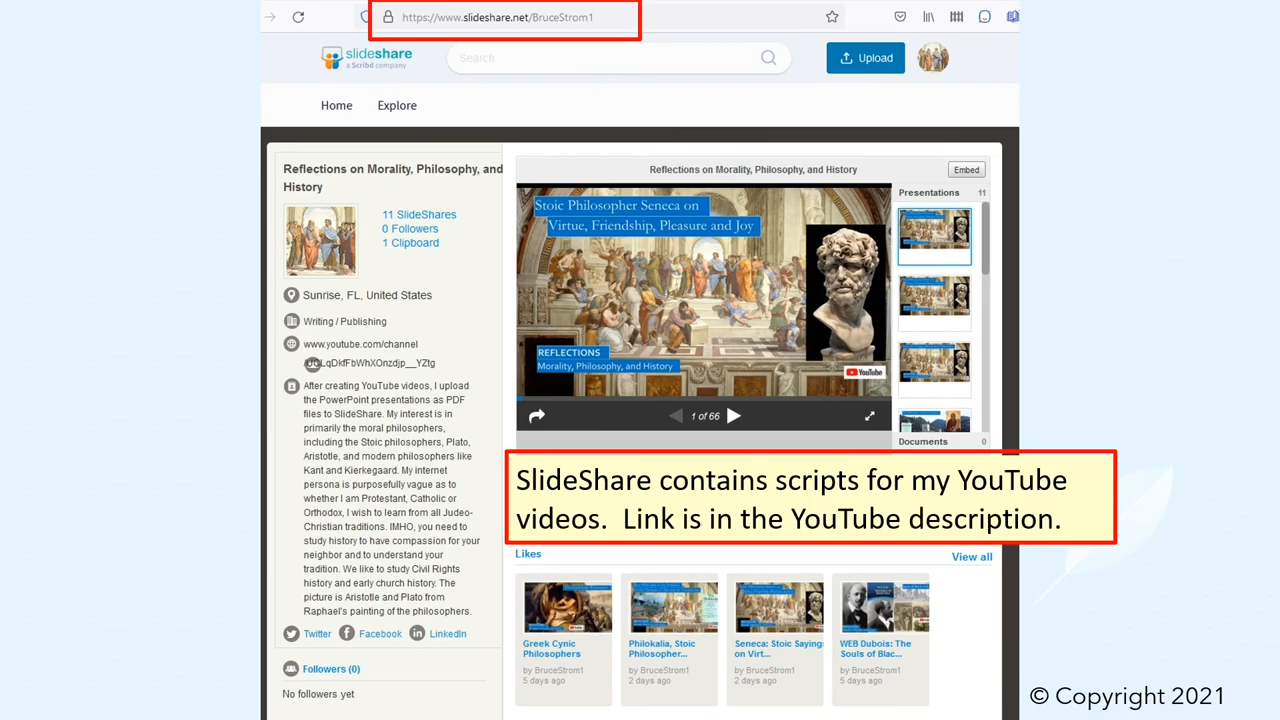 https://www.slideshare.net/BruceStrom1
slideshare
a Scribd company
Search
Upload
Home Explore
Reflections on Morality, Philosophy, and
History
11 SlideShares
0 Followers
1 Clipboard
Sunrise, FL, United States
Writing / Publishing
www.youtube.com/channel
LqDkfFbWhXOnzdjp__YZtg
After creating YouTube videos, I upload
the PowerPoint presentations as PDF
files to SlideShare. My interest is in
primarily the moral philosophers,
including the Stoic philosophers, Plato,
Aristotle, and modern philosophers like
Kant and Kierkegaard. My internet
persona is purposefully vague as to
whether I am Protestant, Catholic or
Orthodox, I wish to learn from all Judeo-
Christian traditions. IMHO, you need to
study history to have compassion for your
neighbor and to understand your
tradition. We like to study Civil Rights
history and early church history. The
picture is Aristotle and Plato from
Raphael's painting of the philosophers.
Twitter Facebook LinkedIn
Followers (0)
No followers yet
Reflections on Morality, Philosophy, and History
Embed
Stoic Philosopher Seneca on
Virtue, Friendship, Pleasure and Joy
REFLECTIONS
Morality, Philosophy, and History
YouTube
1 of 66
Presentations 11
Documents 0
SlideShare contains scripts for my YouTube
videos. Link is in the YouTube description.
Likes
View all
Greek Cynic
Philosophers
by BruceStrom1
5 days ago
Philokalia, Stoic
Philosopher...
by BruceStrom1
2 days ago
Seneca: Stoic Sayings
on Virt...
by BruceStrom1
2 days ago
WEB Dubois: The
Souls of Blac...
by BruceStrom1
5 days ago
© Copyright 2021